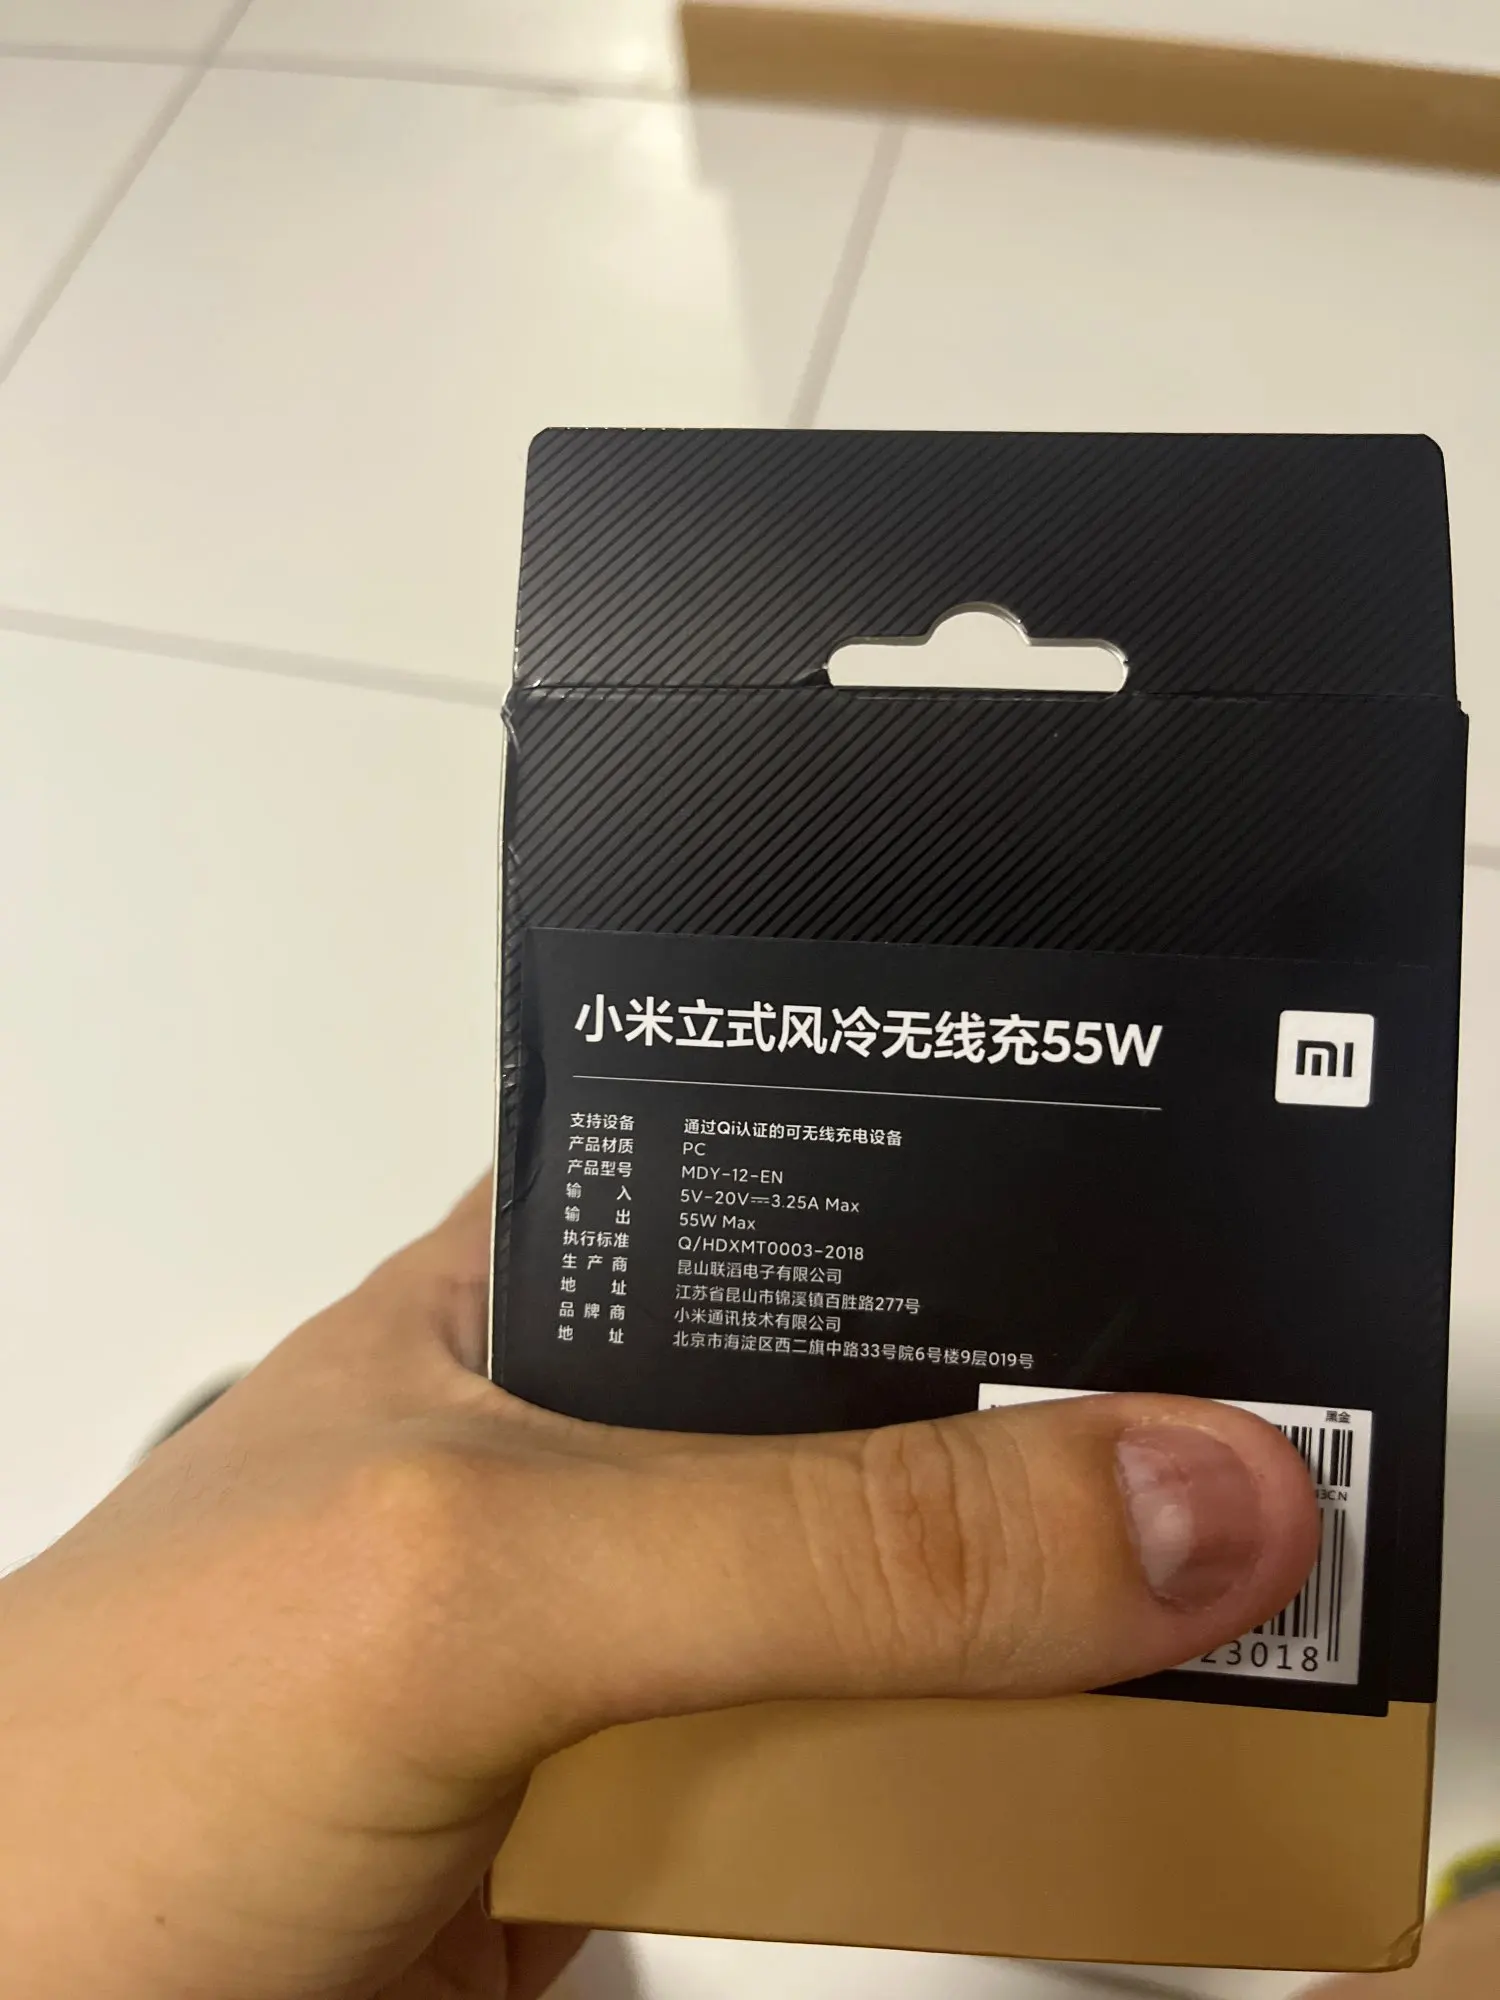 小米立式风冷无线充55W
mi
支持设备 通过Qi认证的可无线充电设备
产品材质 PC
产品型号 MDY-12-EN
输入 5V-20V⎓3.25A Max
输出 55W Max
执行标准 Q/HDXMT0003-2018
生产商 昆山联滔电子有限公司
地址 江苏省昆山市锦溪镇百胜路277号
品牌商 小米通讯技术有限公司
地址 北京市海淀区西二旗中路33号院6号楼9层019号
黑金
3CN
23018